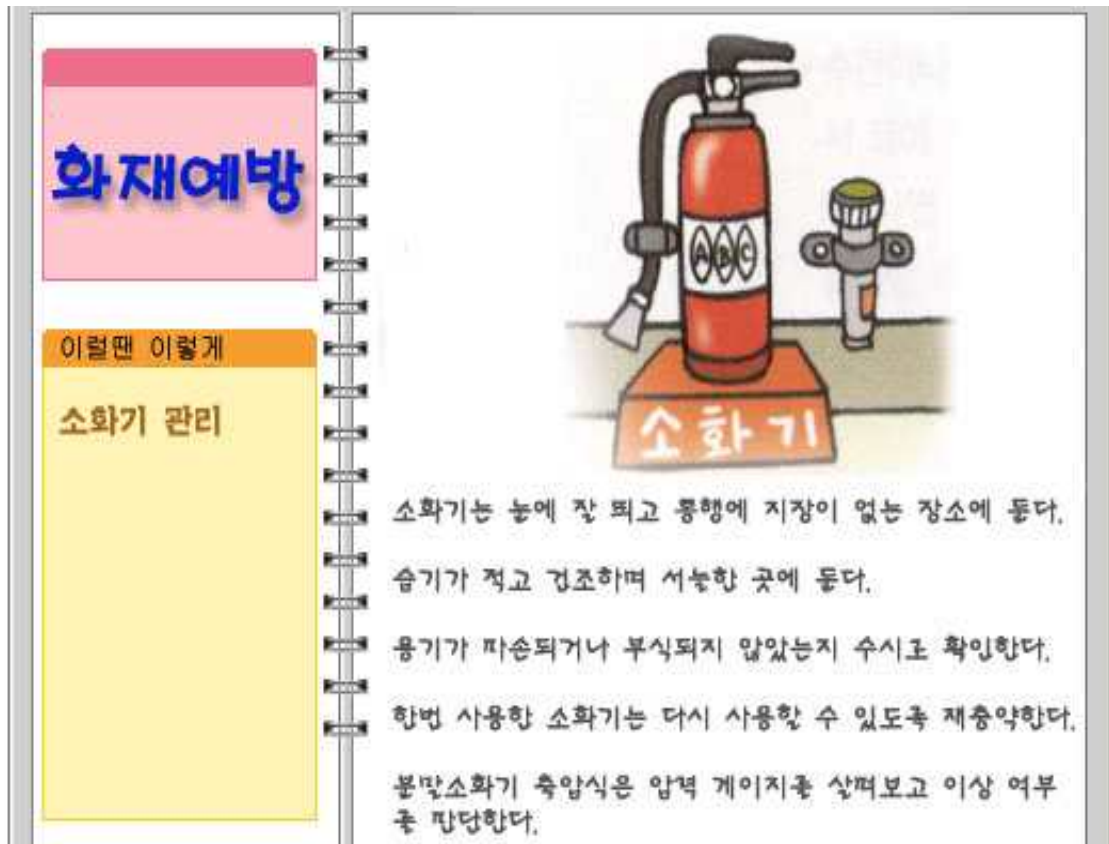 화재예방
이럴땐 이렇게
소화기 관리
ABC
소화기
소화기는 눈에 잘 띄고 통행에 지장이 없는 장소에 둔다.
습기가 적고 건조하며 서늘한 곳에 둔다.
용기가 파손되거나 부식되지 않았는지 수시로 확인한다.
한번 사용한 소화기는 다시 사용할 수 있도록 재충약한다.
분말소화기 축압식은 압력 게이지를 살펴보고 이상 여부
를 판단한다.